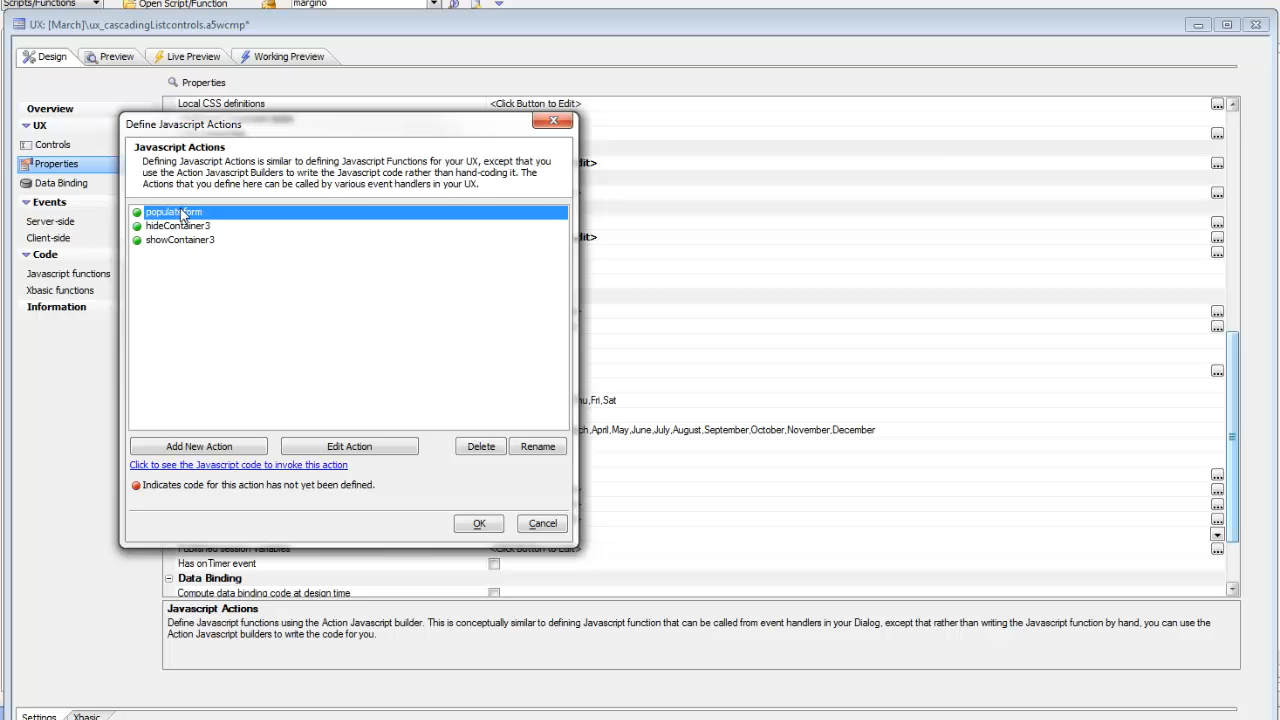 Scripts/Functions
Open Script/Function
margino
UX: [March]\ux_cascadingListcontrols.a5wcmp*
Design
Preview
Live Preview
Working Preview
Properties
Overview
UX
Controls
Properties
Data Binding
Events
Server-side
Client-side
Code
Javascript functions
Xbasic functions
Information
Local CSS definitions
<Click Button to Edit>
Define Javascript Actions
Javascript Actions
Defining Javascript Actions is similar to defining Javascript Functions for your UX, except that you
use the Action Javascript Builders to write the Javascript code rather than hand-coding it. The
Actions that you define here can be called by various event handlers in your UX.
hideContainer3
showContainer3
Add New Action
Edit Action
Delete
Rename
Click to see the Javascript code to invoke this action
Indicates code for this action has not yet been defined.
OK
Cancel
dit>
dit>
hu,Fri,Sat
ch,April,May,June,July,August,September,October,November,December
Published session variables
<Click Button to Edit>
Has onTimer event
Data Binding
Compute data binding code at design time
Javascript Actions
Define Javascript functions using the Action Javascript builder. This is conceptually similar to defining Javascript function that can be called from event handlers in your Dialog, except that rather than writing the Javascript function by hand, you can use the
Action Javascript builders to write the code for you.
Settings
Xbasic